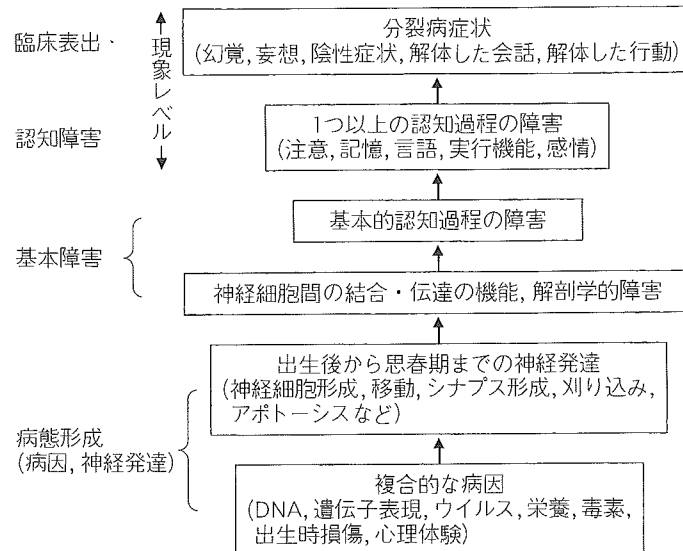 臨床表出
現象レベル
分裂病症状
(幻覚, 妄想, 陰性症状, 解体した会話, 解体した行動)
認知障害
1つ以上の認知過程の障害
(注意, 記憶, 言語, 実行機能, 感情)
基本的認知過程の障害
基本障害
神経細胞間の結合・伝達の機能, 解剖学的障害
出生後から思春期までの神経発達
(神経細胞形成, 移動, シナプス形成, 刈り込み,
アポトーシスなど)
病態形成
(病因, 神経発達)
複合的な病因
(DNA, 遺伝子表現, ウイルス, 栄養, 毒素,
出生時損傷, 心理体験)